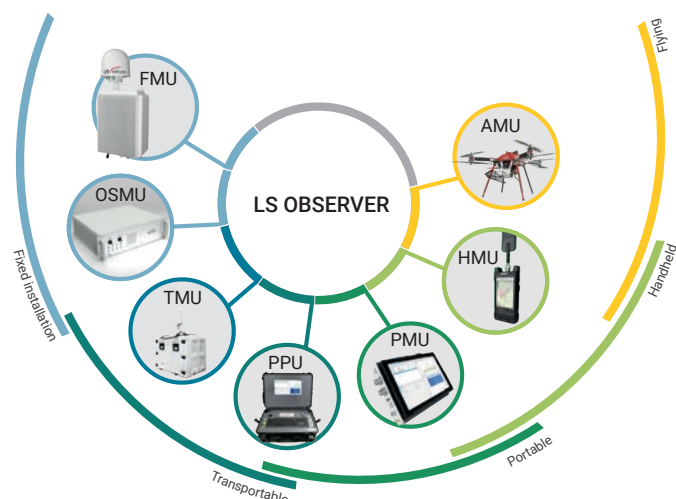 FMU
OSMU
TMU
PPU
PMU
HMU
AMU
LS OBSERVER
Fixed installation
Transportable
Portable
Handheld
Flying